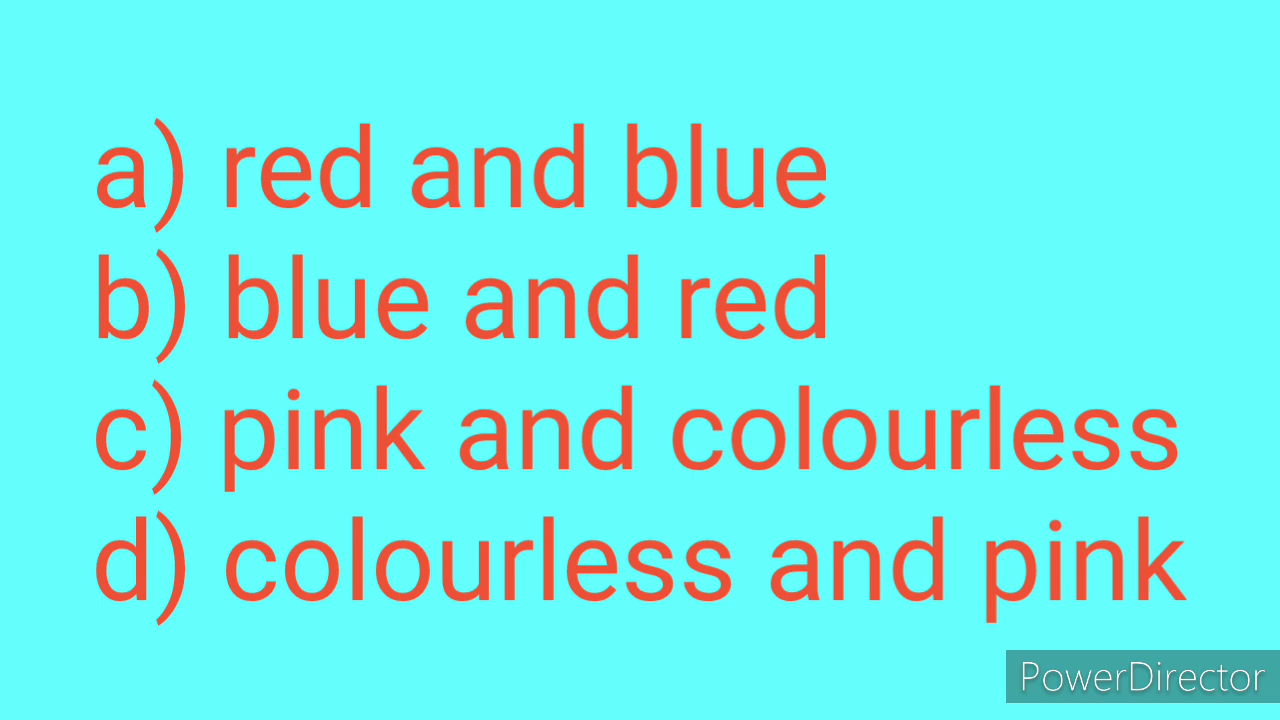 a) red and blue
b) blue and red
c) pink and colourless
d) colourless and pink
PowerDirector